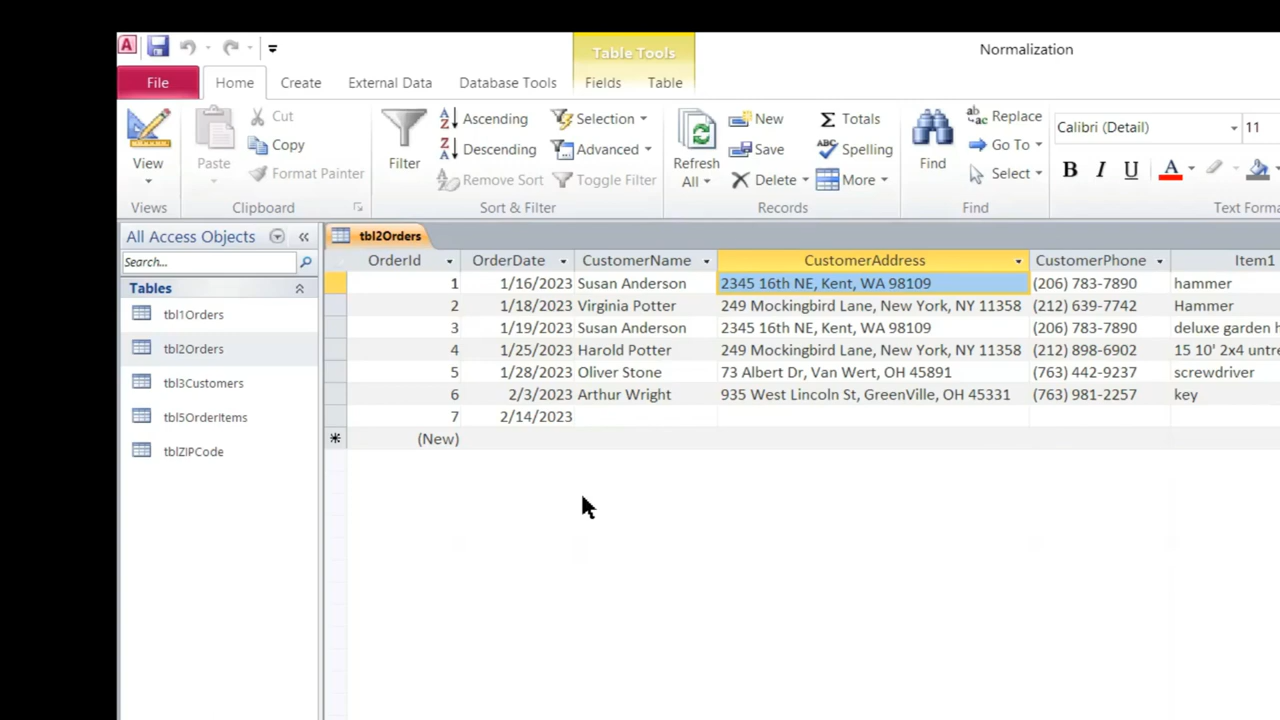 A
Table Tools
Normalization
File Home Create External Data Database Tools Fields Table
View
Paste
Cut
Copy
Format Painter
Filter
Ascending
Descending
Remove Sort
Selection
Advanced
Toggle Filter
Refresh
All
New
Save
Delete
Totals
Spelling
More
Find
Replace
Go To
Select
Calibri (Detail) 11
B I U A
Views Clipboard Sort & Filter Records Find Text Forma
All Access Objects
Search...
Tables
tbl1Orders
tbl2Orders
tbl3Customers
tbl5OrderItems
tblZIPCode
tbl2Orders
OrderId OrderDate CustomerName CustomerAddress CustomerPhone Item1
1 1/16/2023 Susan Anderson 2345 16th NE, Kent, WA 98109 (206) 783-7890 hammer
2 1/18/2023 Virginia Potter 249 Mockingbird Lane, New York, NY 11358 (212) 639-7742 Hammer
3 1/19/2023 Susan Anderson 2345 16th NE, Kent, WA 98109 (206) 783-7890 deluxe garden h
4 1/25/2023 Harold Potter 249 Mockingbird Lane, New York, NY 11358 (212) 898-6902 15 10' 2x4 untre
5 1/28/2023 Oliver Stone 73 Albert Dr, Van Wert, OH 45891 (763) 442-9237 screwdriver
6 2/3/2023 Arthur Wright 935 West Lincoln St, GreenVille, OH 45331 (763) 981-2257 key
7 2/14/2023
(New)